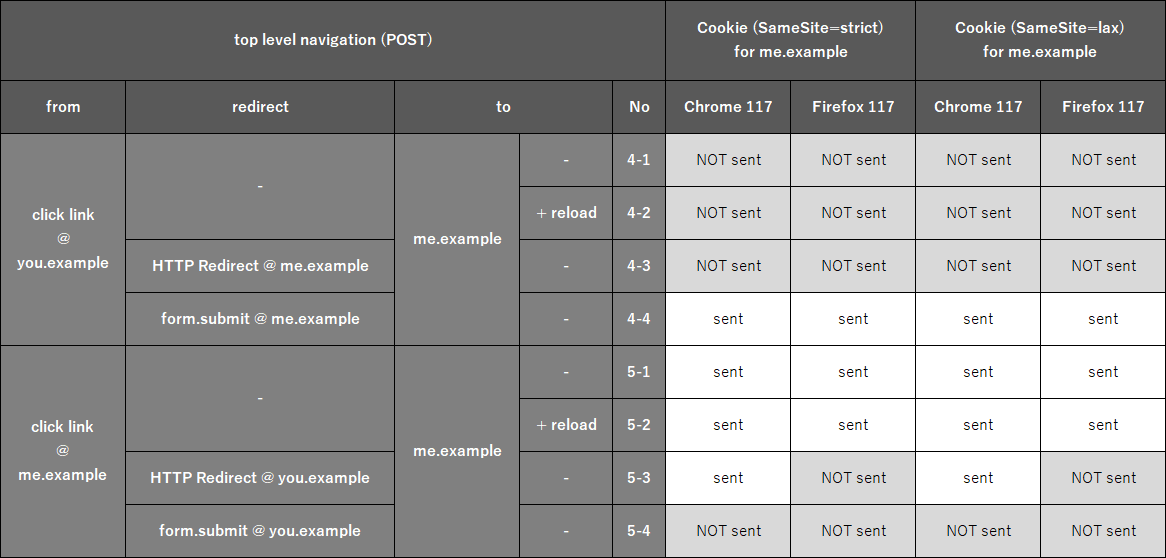 top level navigation (POST)
Cookie (SameSite=strict)
for me.example
Cookie (SameSite=lax)
for me.example
from
redirect
to
No
Chrome 117
Firefox 117
Chrome 117
Firefox 117
click link
@
you.example
-
me.example
-
4-1
NOT sent
NOT sent
NOT sent
NOT sent
+ reload
4-2
NOT sent
NOT sent
NOT sent
NOT sent
HTTP Redirect @ me.example
-
4-3
NOT sent
NOT sent
NOT sent
NOT sent
form.submit @ me.example
-
4-4
sent
sent
sent
sent
click link
@
me.example
-
me.example
-
5-1
sent
sent
sent
sent
+ reload
5-2
sent
sent
sent
sent
HTTP Redirect @ you.example
-
5-3
sent
NOT sent
sent
NOT sent
form.submit @ you.example
-
5-4
NOT sent
NOT sent
NOT sent
NOT sent